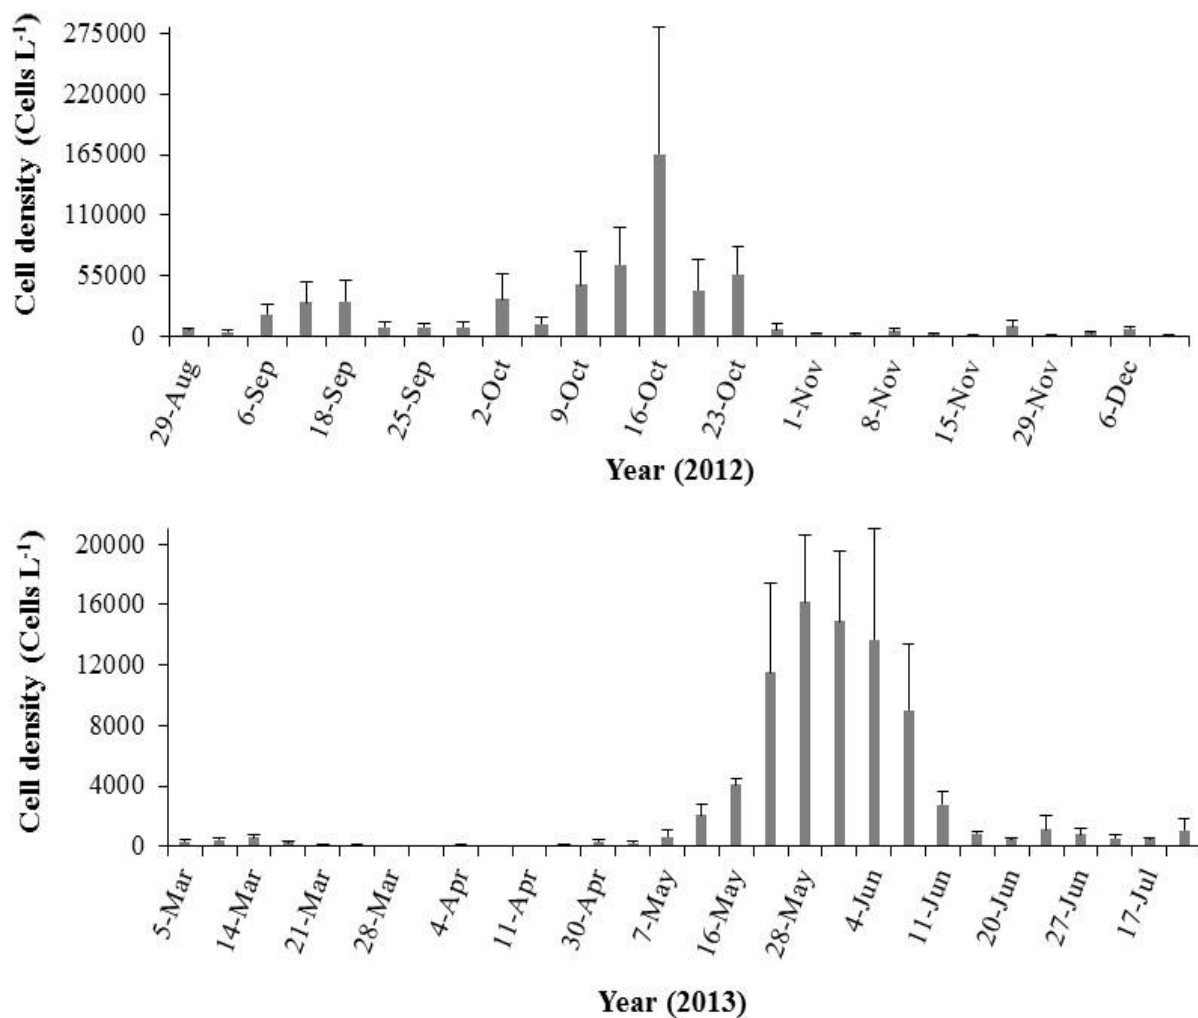 Cell density (Cells L⁻¹)
275000
220000
165000
110000
55000
0
29-Aug
6-Sep
18-Sep
25-Sep
2-Oct
9-Oct
16-Oct
23-Oct
1-Nov
8-Nov
15-Nov
29-Nov
6-Dec
Year (2012)
Cell density (Cells L⁻¹)
20000
16000
12000
8000
4000
0
5-Mar
14-Mar
21-Mar
28-Mar
4-Apr
11-Apr
30-Apr
7-May
16-May
28-May
4-Jun
11-Jun
20-Jun
27-Jun
17-Jul
Year (2013)